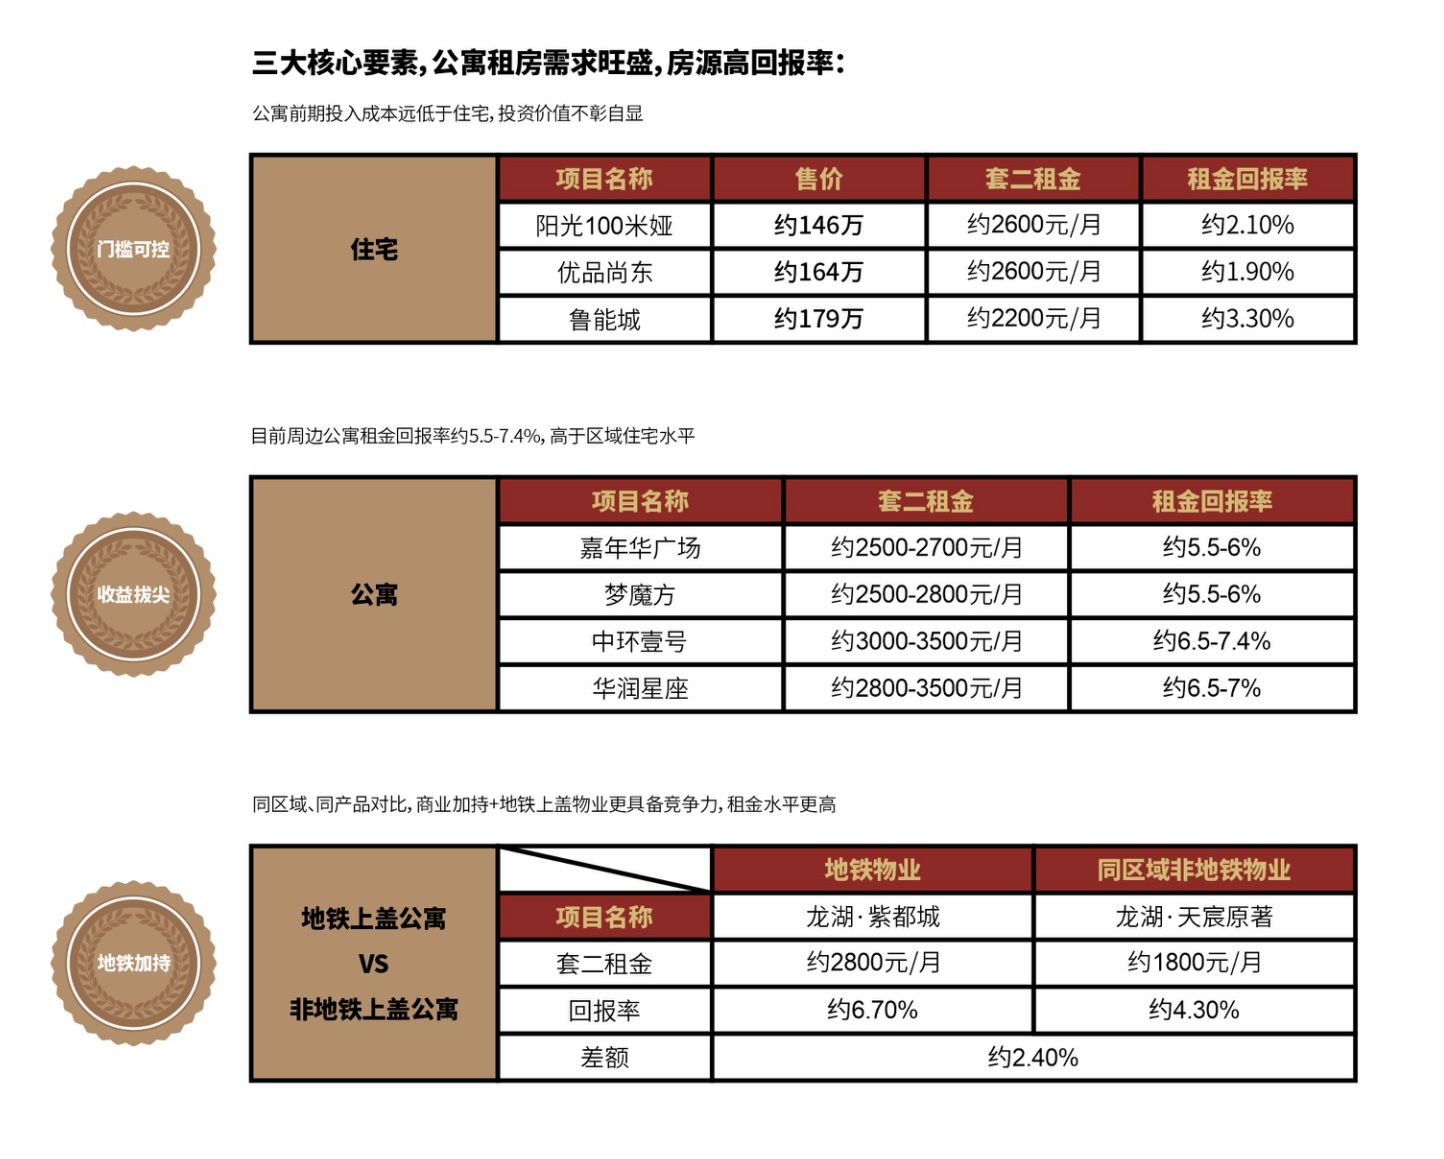 三大核心要素，公寓租房需求旺盛，房源高回报率：
公寓前期投入成本远低于住宅，投资价值不彰自显
门槛可控
住宅
项目名称 售价 套二租金 租金回报率
阳光100米娅 约146万 约2600元/月 约2.10%
优品尚东 约164万 约2600元/月 约1.90%
鲁能城 约179万 约2200元/月 约3.30%
目前周边公寓租金回报率约5.5-7.4%，高于区域住宅水平
收益拔尖
公寓
项目名称 套二租金 租金回报率
嘉年华广场 约2500-2700元/月 约5.5-6%
梦魔方 约2500-2800元/月 约5.5-6%
中环壹号 约3000-3500元/月 约6.5-7.4%
华润星座 约2800-3500元/月 约6.5-7%
同区域、同产品对比，商业加持+地铁上盖物业更具备竞争力，租金水平更高
地铁加持
地铁上盖公寓
VS
非地铁上盖公寓
地铁物业 同区域非地铁物业
项目名称 龙湖·紫都城 龙湖·天宸原著
套二租金 约2800元/月 约1800元/月
回报率 约6.70% 约4.30%
差额 约2.40%